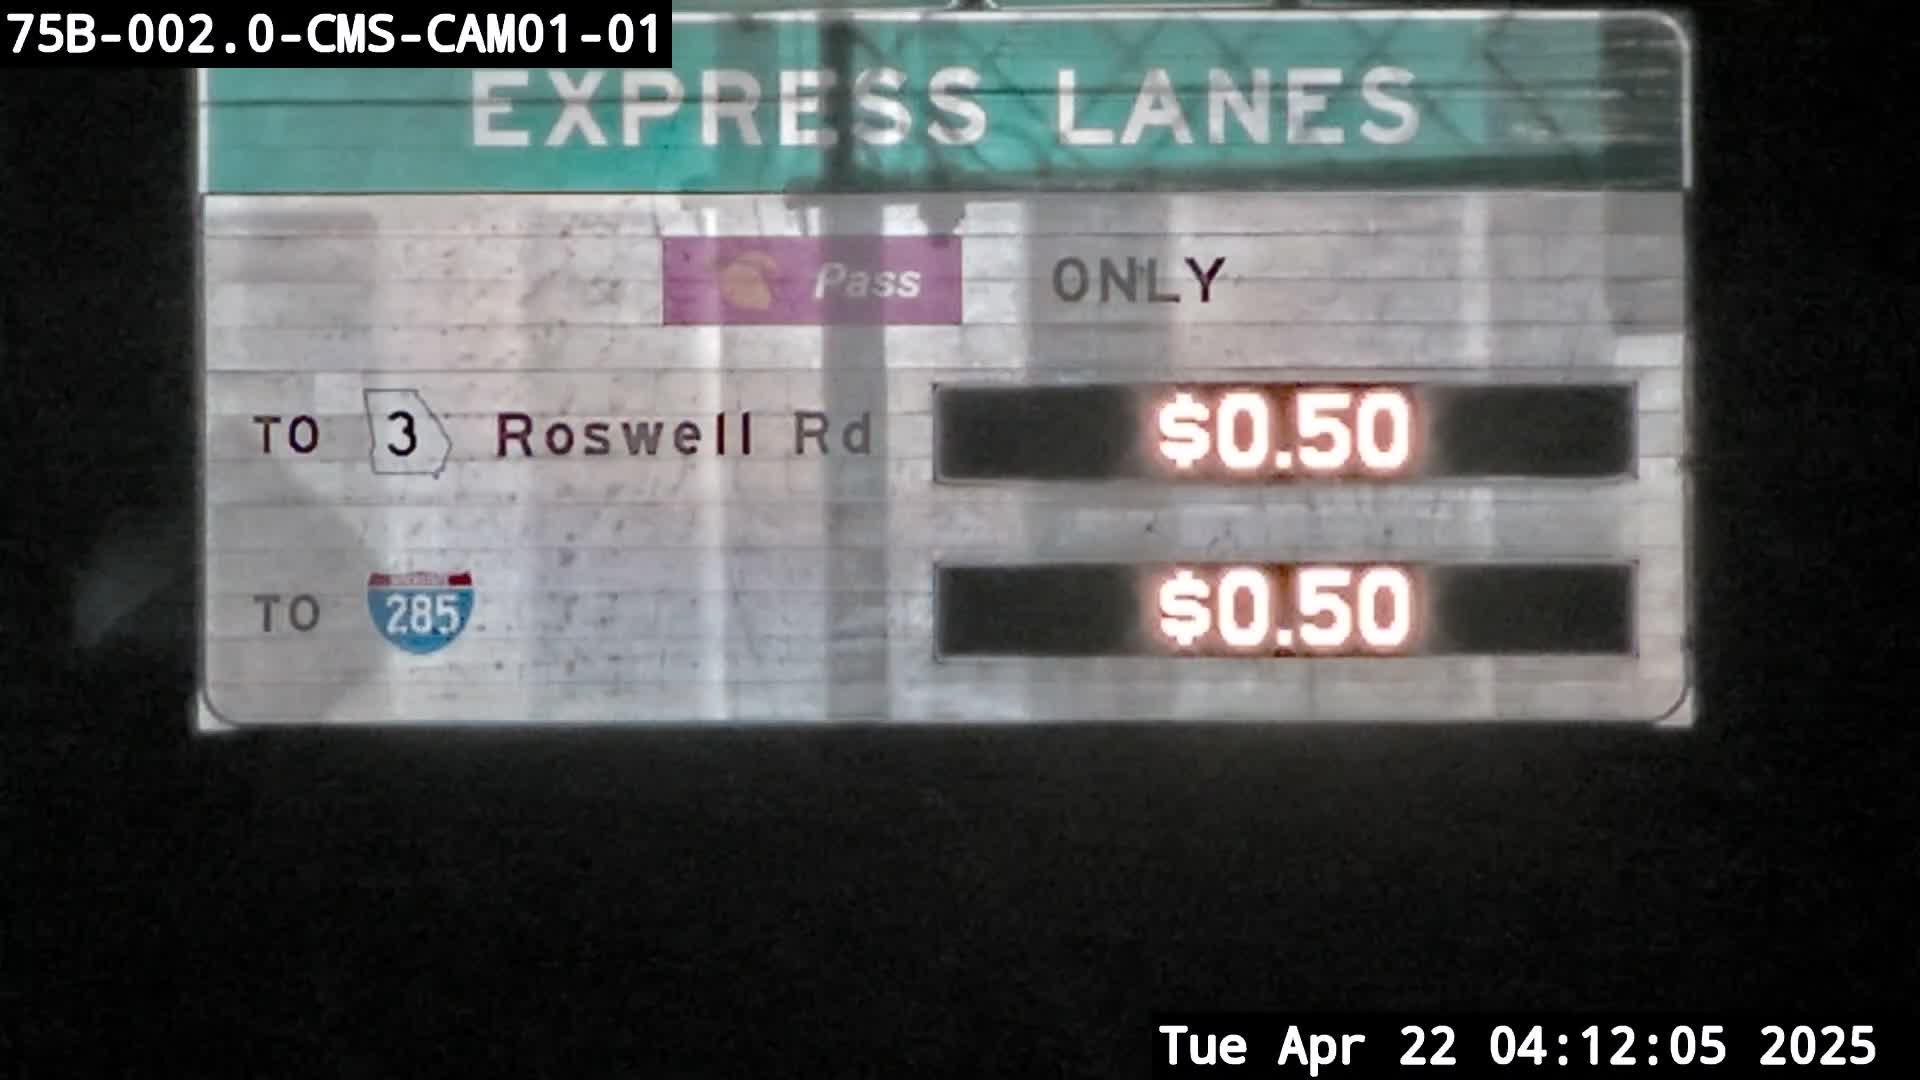 75B-002.0-CMS-CAM01-01
EXPRESS LANES
Pass ONLY
TO 3 Roswell Rd $0.50
TO 285 $0.50
Tue Apr 22 04:12:05 2025